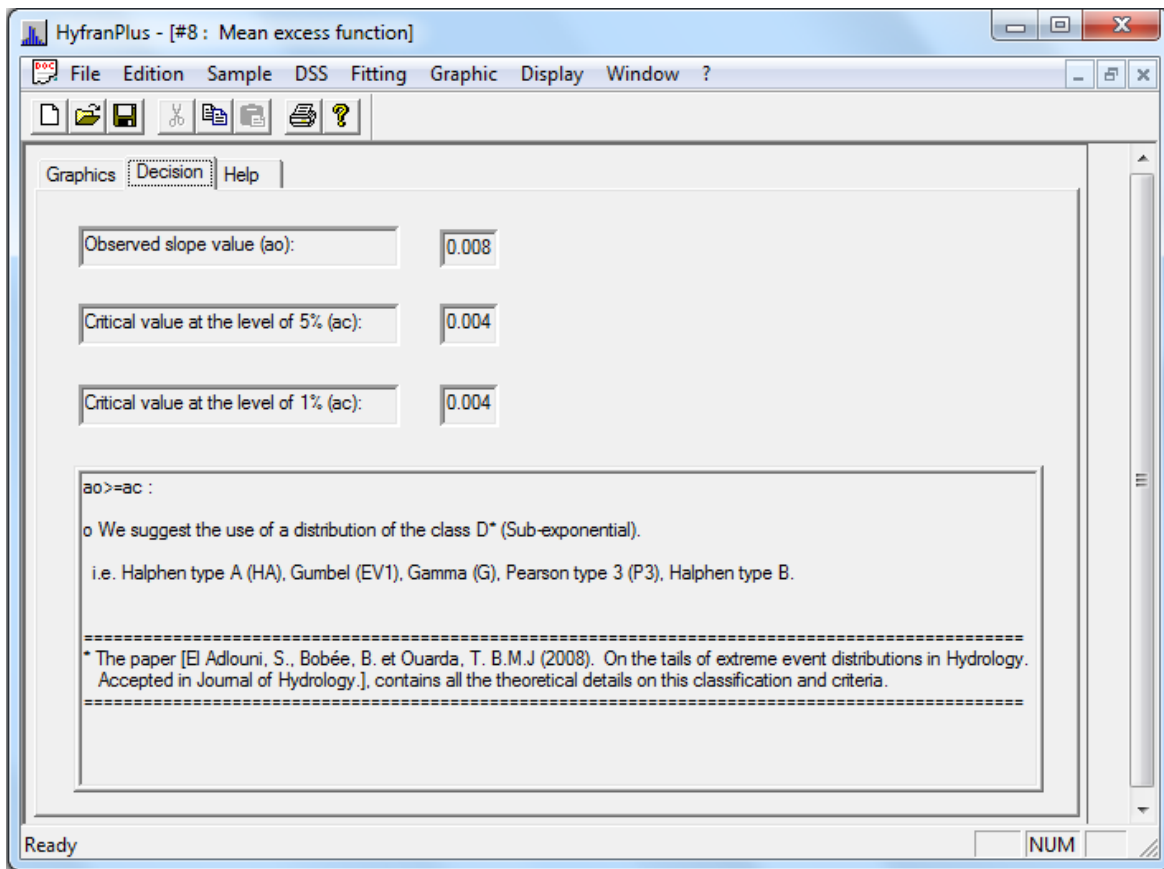 HyfranPlus - [#8 : Mean excess function]
DOC File Edition Sample DSS Fitting Graphic Display Window ?
Graphics Decision Help
Observed slope value (ao): 0.008
Critical value at the level of 5% (ac): 0.004
Critical value at the level of 1% (ac): 0.004
ao>=ac :
o We suggest the use of a distribution of the class D* (Sub-exponential).
i.e. Halphen type A (HA), Gumbel (EV1), Gamma (G), Pearson type 3 (P3), Halphen type B.
===============================================================================================
* The paper [El Adlouni, S., Bobée, B. et Ouarda, T. B.M.J (2008). On the tails of extreme event distributions in Hydrology.
Accepted in Journal of Hydrology.], contains all the theoretical details on this classification and criteria.
===============================================================================================
Ready NUM